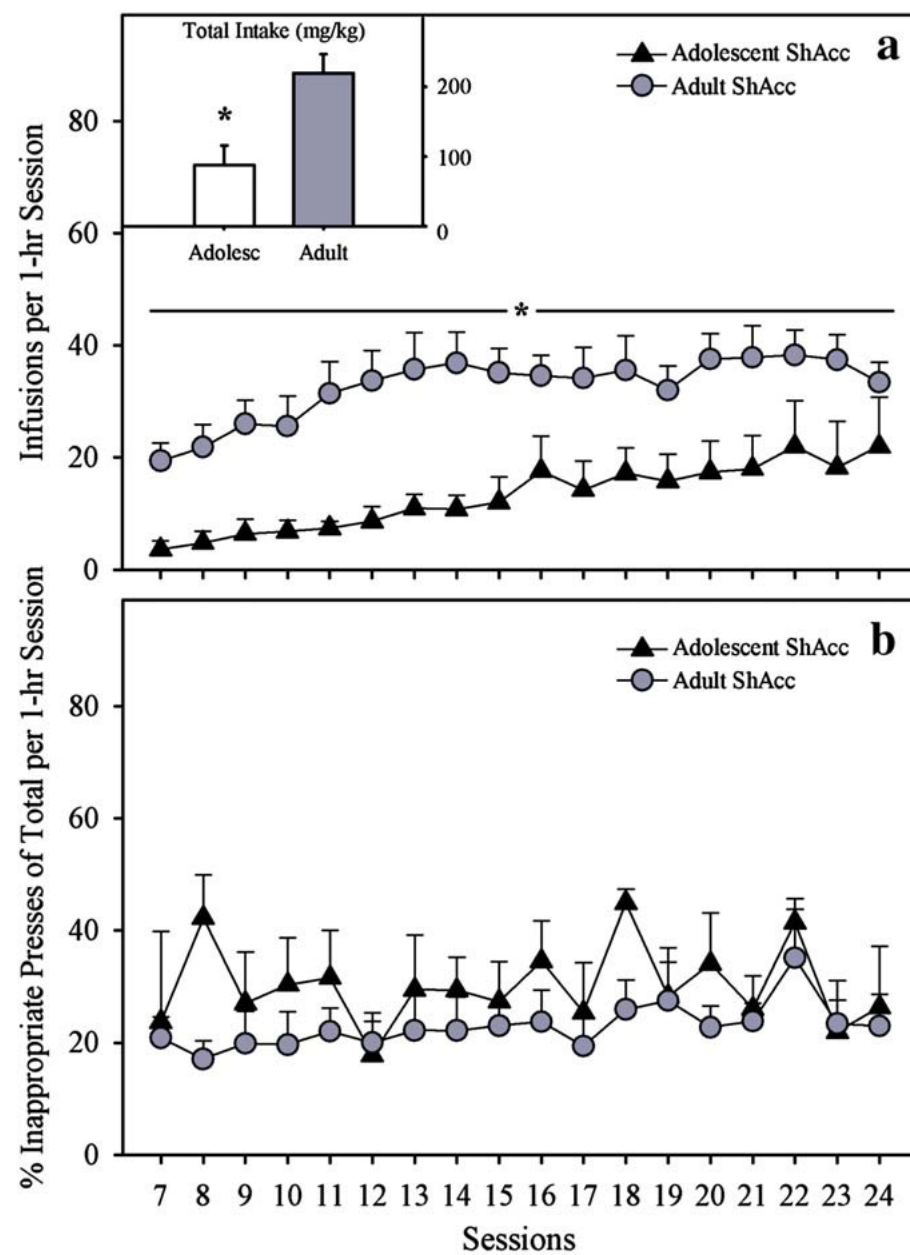 Total Intake (mg/kg)
*
200
100
0
Adolesc Adult
a
Adolescent ShAcc
Adult ShAcc
Infusions per 1-hr Session
80
60
40
20
0
*
b
Adolescent ShAcc
Adult ShAcc
% Inappropriate Presses of Total per 1-hr Session
80
60
40
20
0
7 8 9 10 11 12 13 14 15 16 17 18 19 20 21 22 23 24
Sessions